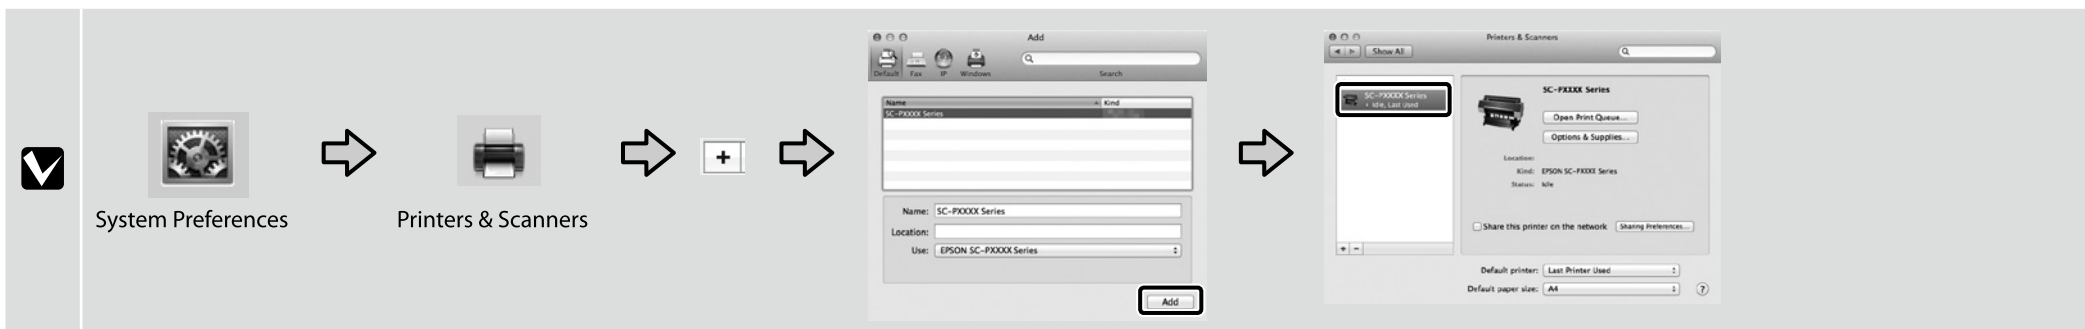 System Preferences
Printers & Scanners
+
Add
Default Fax IP Windows
Search
Name Kind
SC-PXXXX Series
Name: SC-PXXXX Series
Location:
Use: EPSON SC-PXXXX Series
Add
Printers & Scanners
Show All
SC-PXXXX Series
• Idle, Last Used
SC-PXXXX Series
Open Print Queue...
Options & Supplies...
Location:
Kind: EPSON SC-PXXXX Series
Status: Idle
Share this printer on the network Sharing Preferences...
+ -
Default printer: Last Printer Used
Default paper size: A4
?